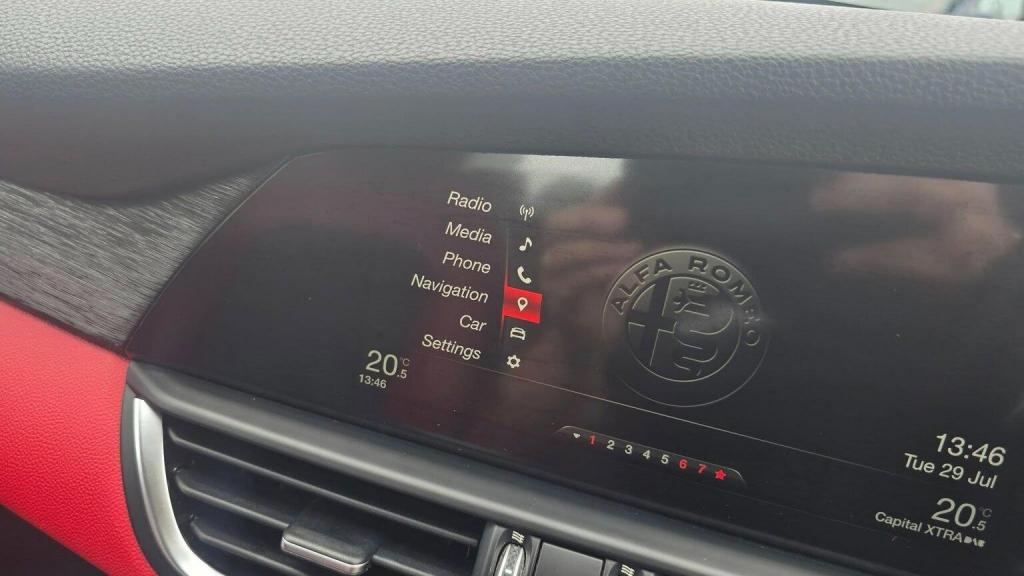 Radio
Media
Phone
Navigation
Car
Settings
20.5 °C
13:46
ALFA ROMEO
1 2 3 4 5 6 7
13:46
Tue 29 Jul
20.5 °C
Capital XTRA DAB